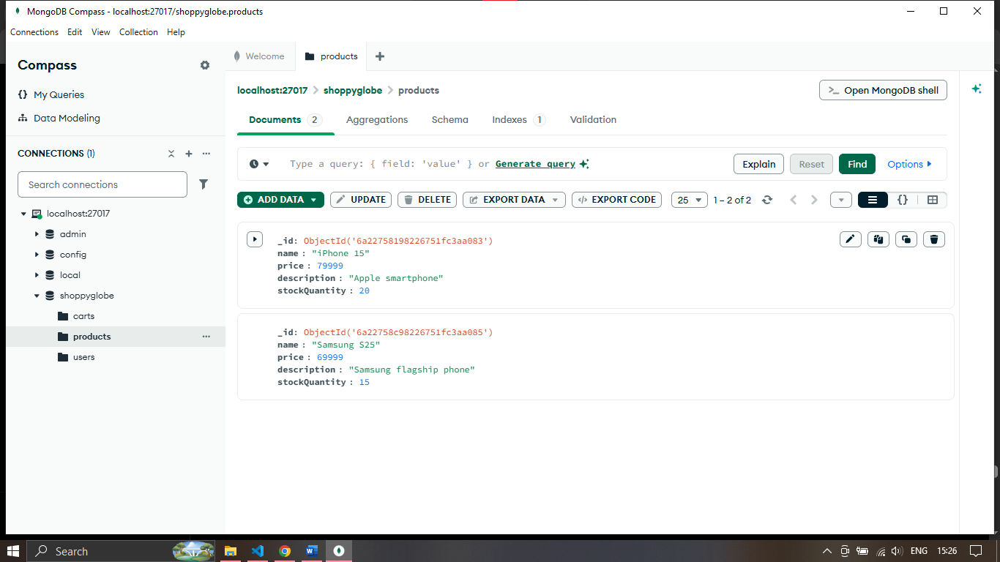 MongoDB Compass - localhost:27017/shoppyglobe.products
Connections Edit View Collection Help
Compass
My Queries
Data Modeling
CONNECTIONS (1)
Search connections
localhost:27017
admin
config
local
shoppyglobe
carts
products
users
Welcome
products
localhost:27017 > shoppyglobe > products
>_ Open MongoDB shell
Documents 2 Aggregations Schema Indexes 1 Validation
Type a query: { field: 'value' } or Generate query
Explain Reset Find Options
ADD DATA UPDATE DELETE EXPORT DATA EXPORT CODE 25 1 – 2 of 2
_id: ObjectId('6a22758198226751fc3aa083')
name : "iPhone 15"
price : 79999
description : "Apple smartphone"
stockQuantity : 20
_id: ObjectId('6a22758c98226751fc3aa085')
name : "Samsung S25"
price : 69999
description : "Samsung flagship phone"
stockQuantity : 15
Search
ENG 15:26